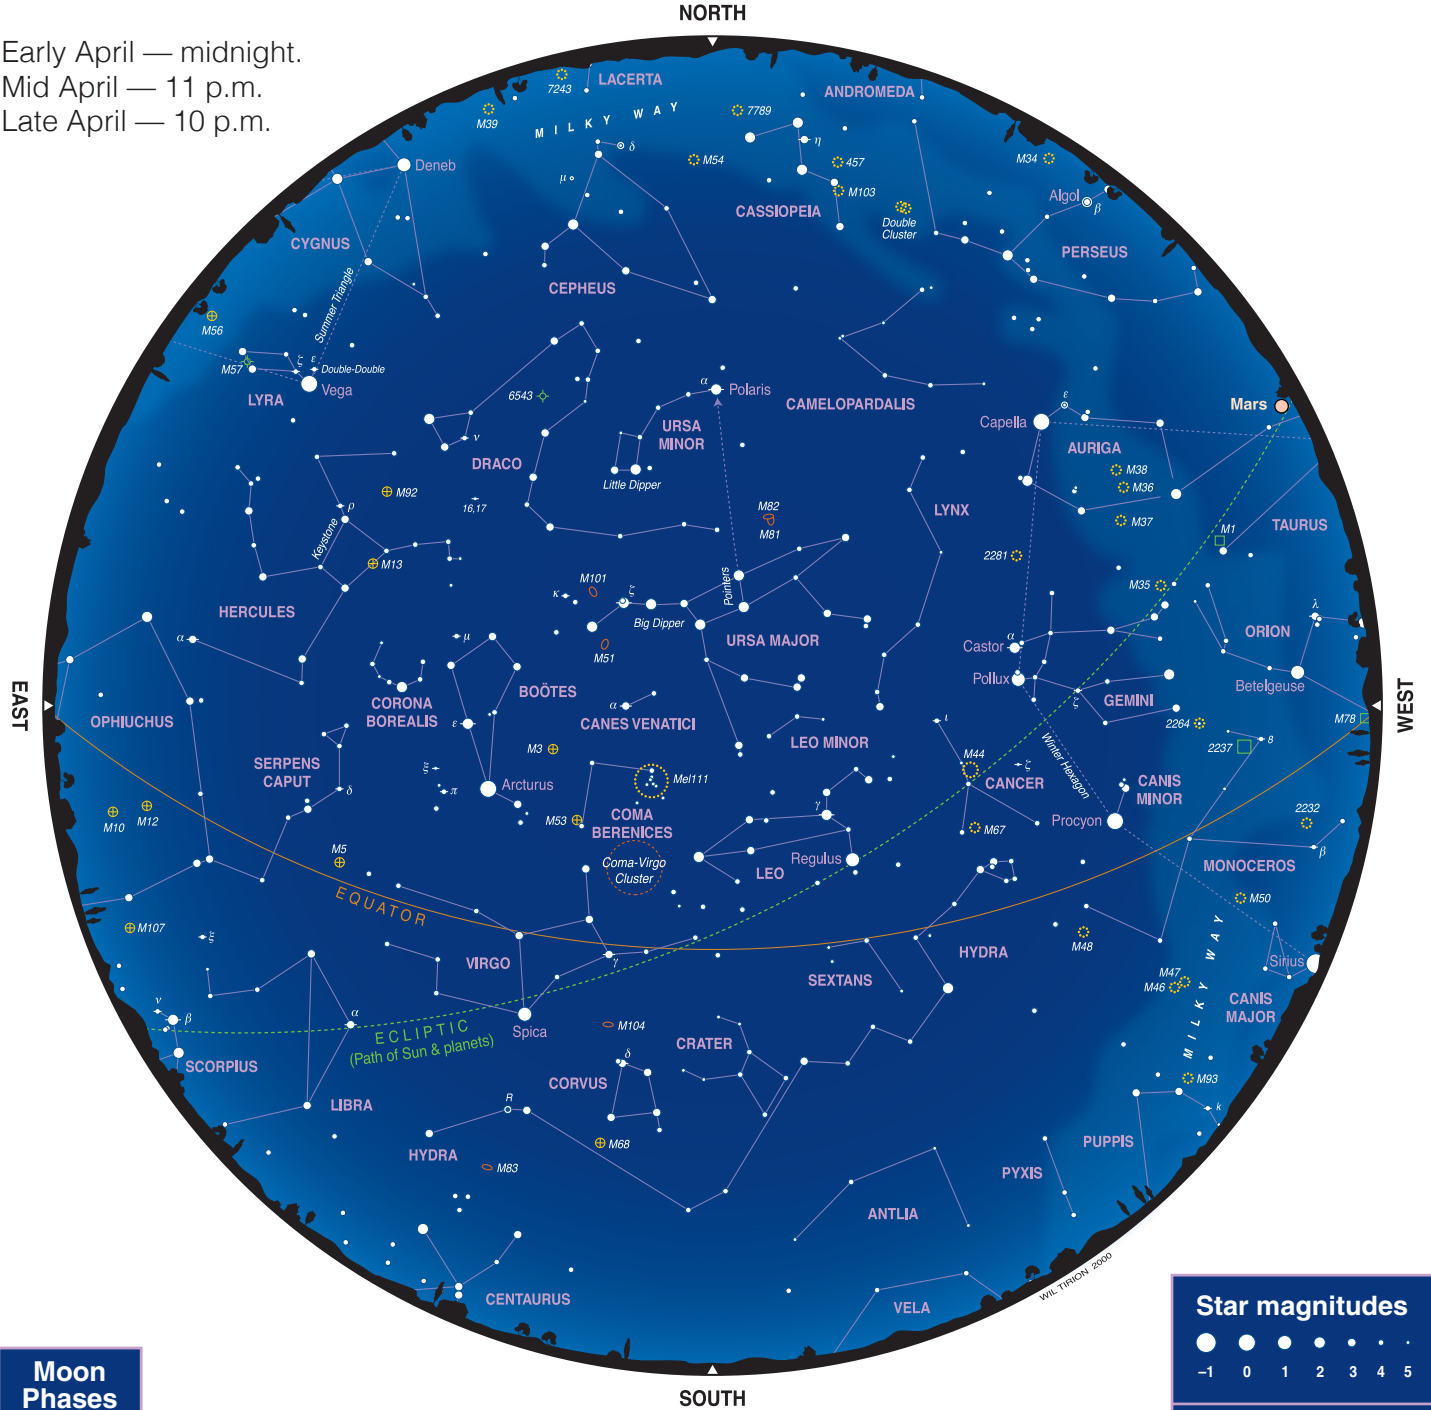 NORTH
Early April — midnight.
Mid April — 11 p.m.
Late April — 10 p.m.
LACERTA
7243
ANDROMEDA
M39
MILKY WAY
7789
η
δ
M54
457
M34
Deneb
μ
M103
Algol
β
CASSIOPEIA
Double
Cluster
CYGNUS
PERSEUS
CEPHEUS
Summer Triangle
M56
M57
ζ
ε
Double-Double
Vega
LYRA
6543
α
Polaris
CAMELOPARDALIS
ε
Mars
Capella
URSA
MINOR
ν
DRACO
AURIGA
M38
M36
M37
Little Dipper
M92
16,17
ρ
Keystone
LYNX
M82
M81
M1
TAURUS
2281
M13
M101
κ
ζ
Pointers
M35
HERCULES
Big Dipper
λ
ORION
α
μ
M51
URSA MAJOR
α
Castor
Pollux
Betelgeuse
EAST
WEST
BOÖTES
CORONA
BOREALIS
α
CANES VENATICI
ζ
GEMINI
OPHIUCHUS
ε
ι
2264
M78
8
2237
M3
LEO MINOR
Winter Hexagon
M44
ζ
SERPENS
CAPUT
ξ
π
Arcturus
Mel111
CANCER
CANIS
MINOR
δ
γ
M10
M12
M53
COMA
BERENICES
M67
Procyon
2232
β
M5
Coma-Virgo
Cluster
LEO
Regulus
MONOCEROS
EQUATOR
M50
M107
ξ
M48
VIRGO
γ
SEXTANS
HYDRA
Sirius
M47
M46
MILKY WAY
CANIS
MAJOR
ν
β
α
ECLIPTIC
(Path of Sun & planets)
Spica
M104
CRATER
δ
SCORPIUS
CORVUS
M93
k
LIBRA
R
HYDRA
M68
M83
PUPPIS
PYXIS
ANTLIA
CENTAURUS
VELA
WIL TIRION 2000
SOUTH
Star magnitudes
–1 0 1 2 3 4 5
Moon
Phases